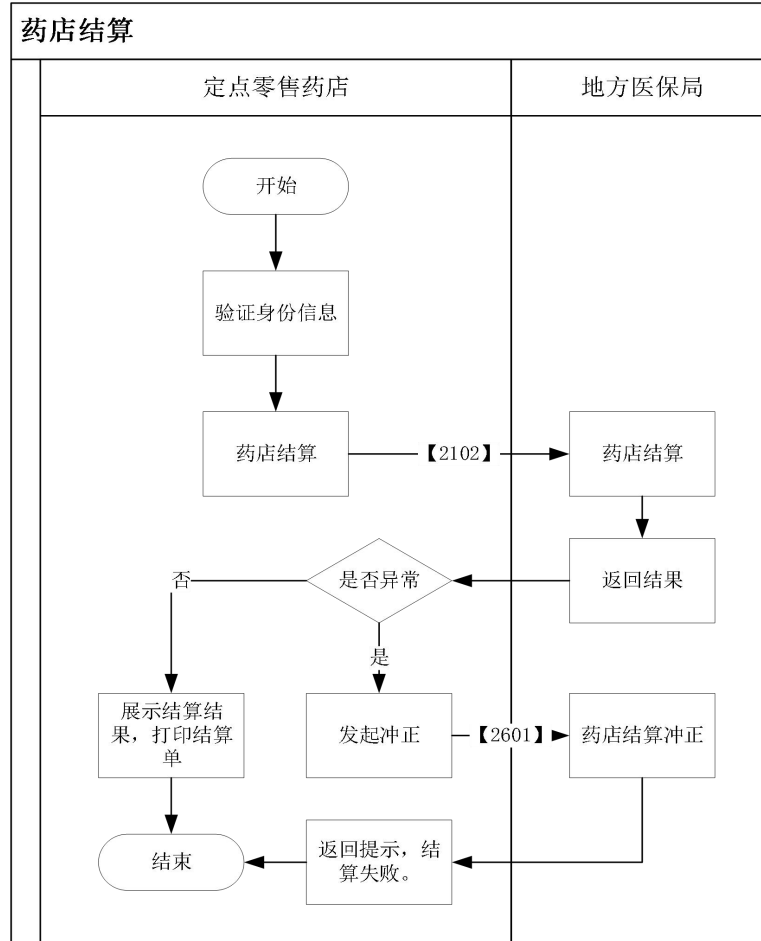 药店结算
定点零售药店
地方医保局
开始
验证身份信息
药店结算
【2102】
药店结算
否
是否异常
返回结果
是
展示结算结
果，打印结算
单
发起冲正
【2601】
药店结算冲正
结束
返回提示，结
算失败。